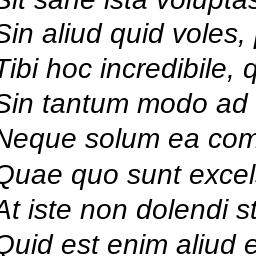 Sit sane ista voluptas
Sin aliud quid voles,
Tibi hoc incredibile, q
Sin tantum modo ad
Neque solum ea com
Quae quo sunt excels
At iste non dolendi st
Quid est enim aliud e